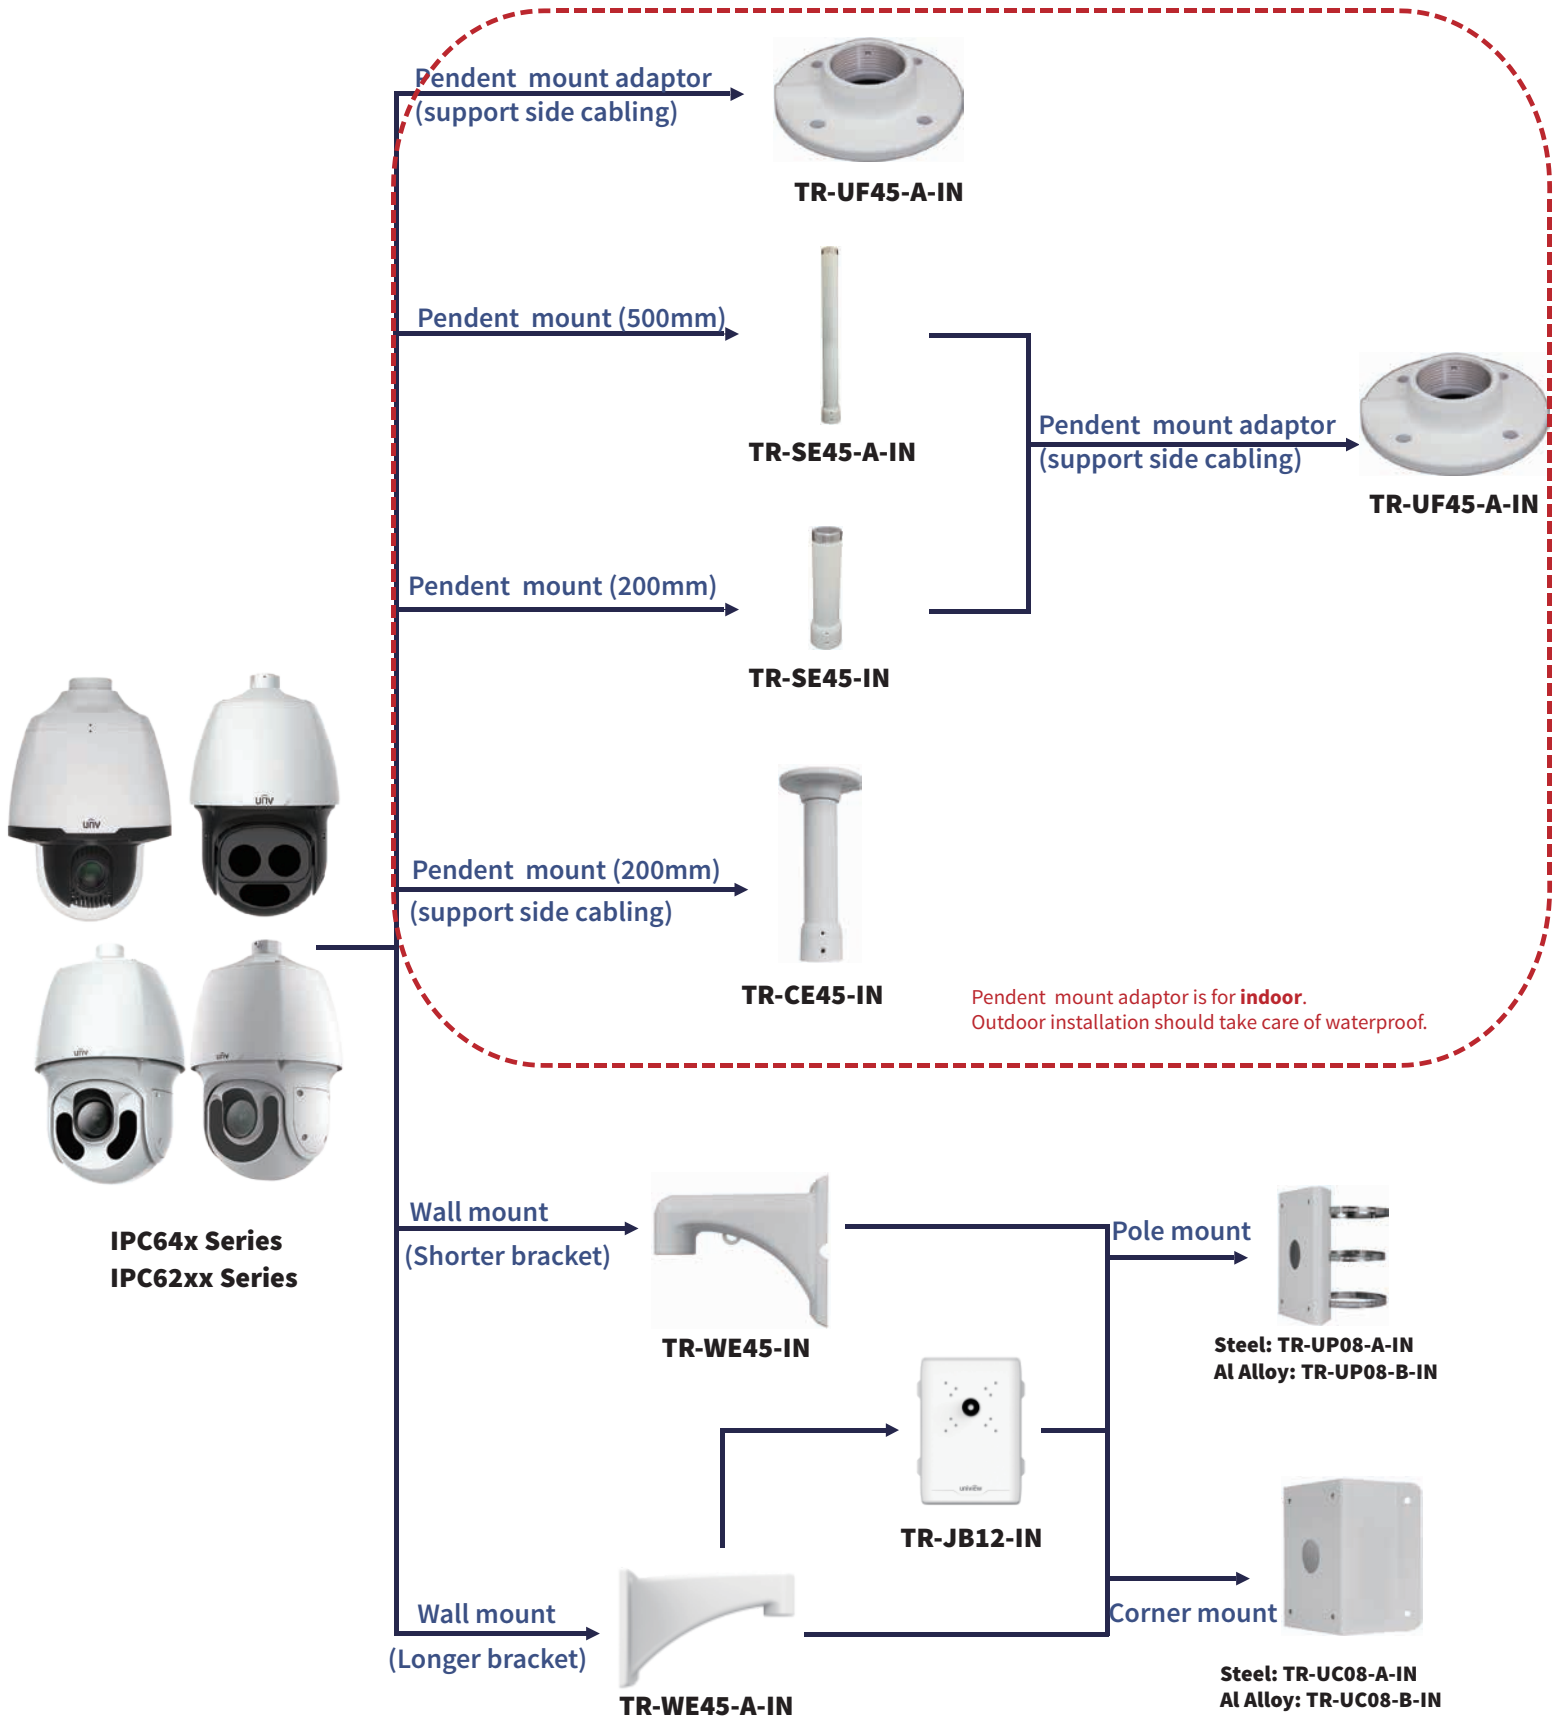 Pendent mount adaptor
(support side cabling)
TR-UF45-A-IN
Pendent mount (500mm)
TR-SE45-A-IN
Pendent mount adaptor
(support side cabling)
TR-UF45-A-IN
Pendent mount (200mm)
TR-SE45-IN
unv
unv
Pendent mount (200mm)
(support side cabling)
TR-CE45-IN
Pendent mount adaptor is for indoor.
Outdoor installation should take care of waterproof.
unv
unv
IPC64x Series
IPC62xx Series
Wall mount
(Shorter bracket)
TR-WE45-IN
Pole mount
Steel: TR-UP08-A-IN
Al Alloy: TR-UP08-B-IN
uniview
TR-JB12-IN
Wall mount
(Longer bracket)
TR-WE45-A-IN
Corner mount
Steel: TR-UC08-A-IN
Al Alloy: TR-UC08-B-IN